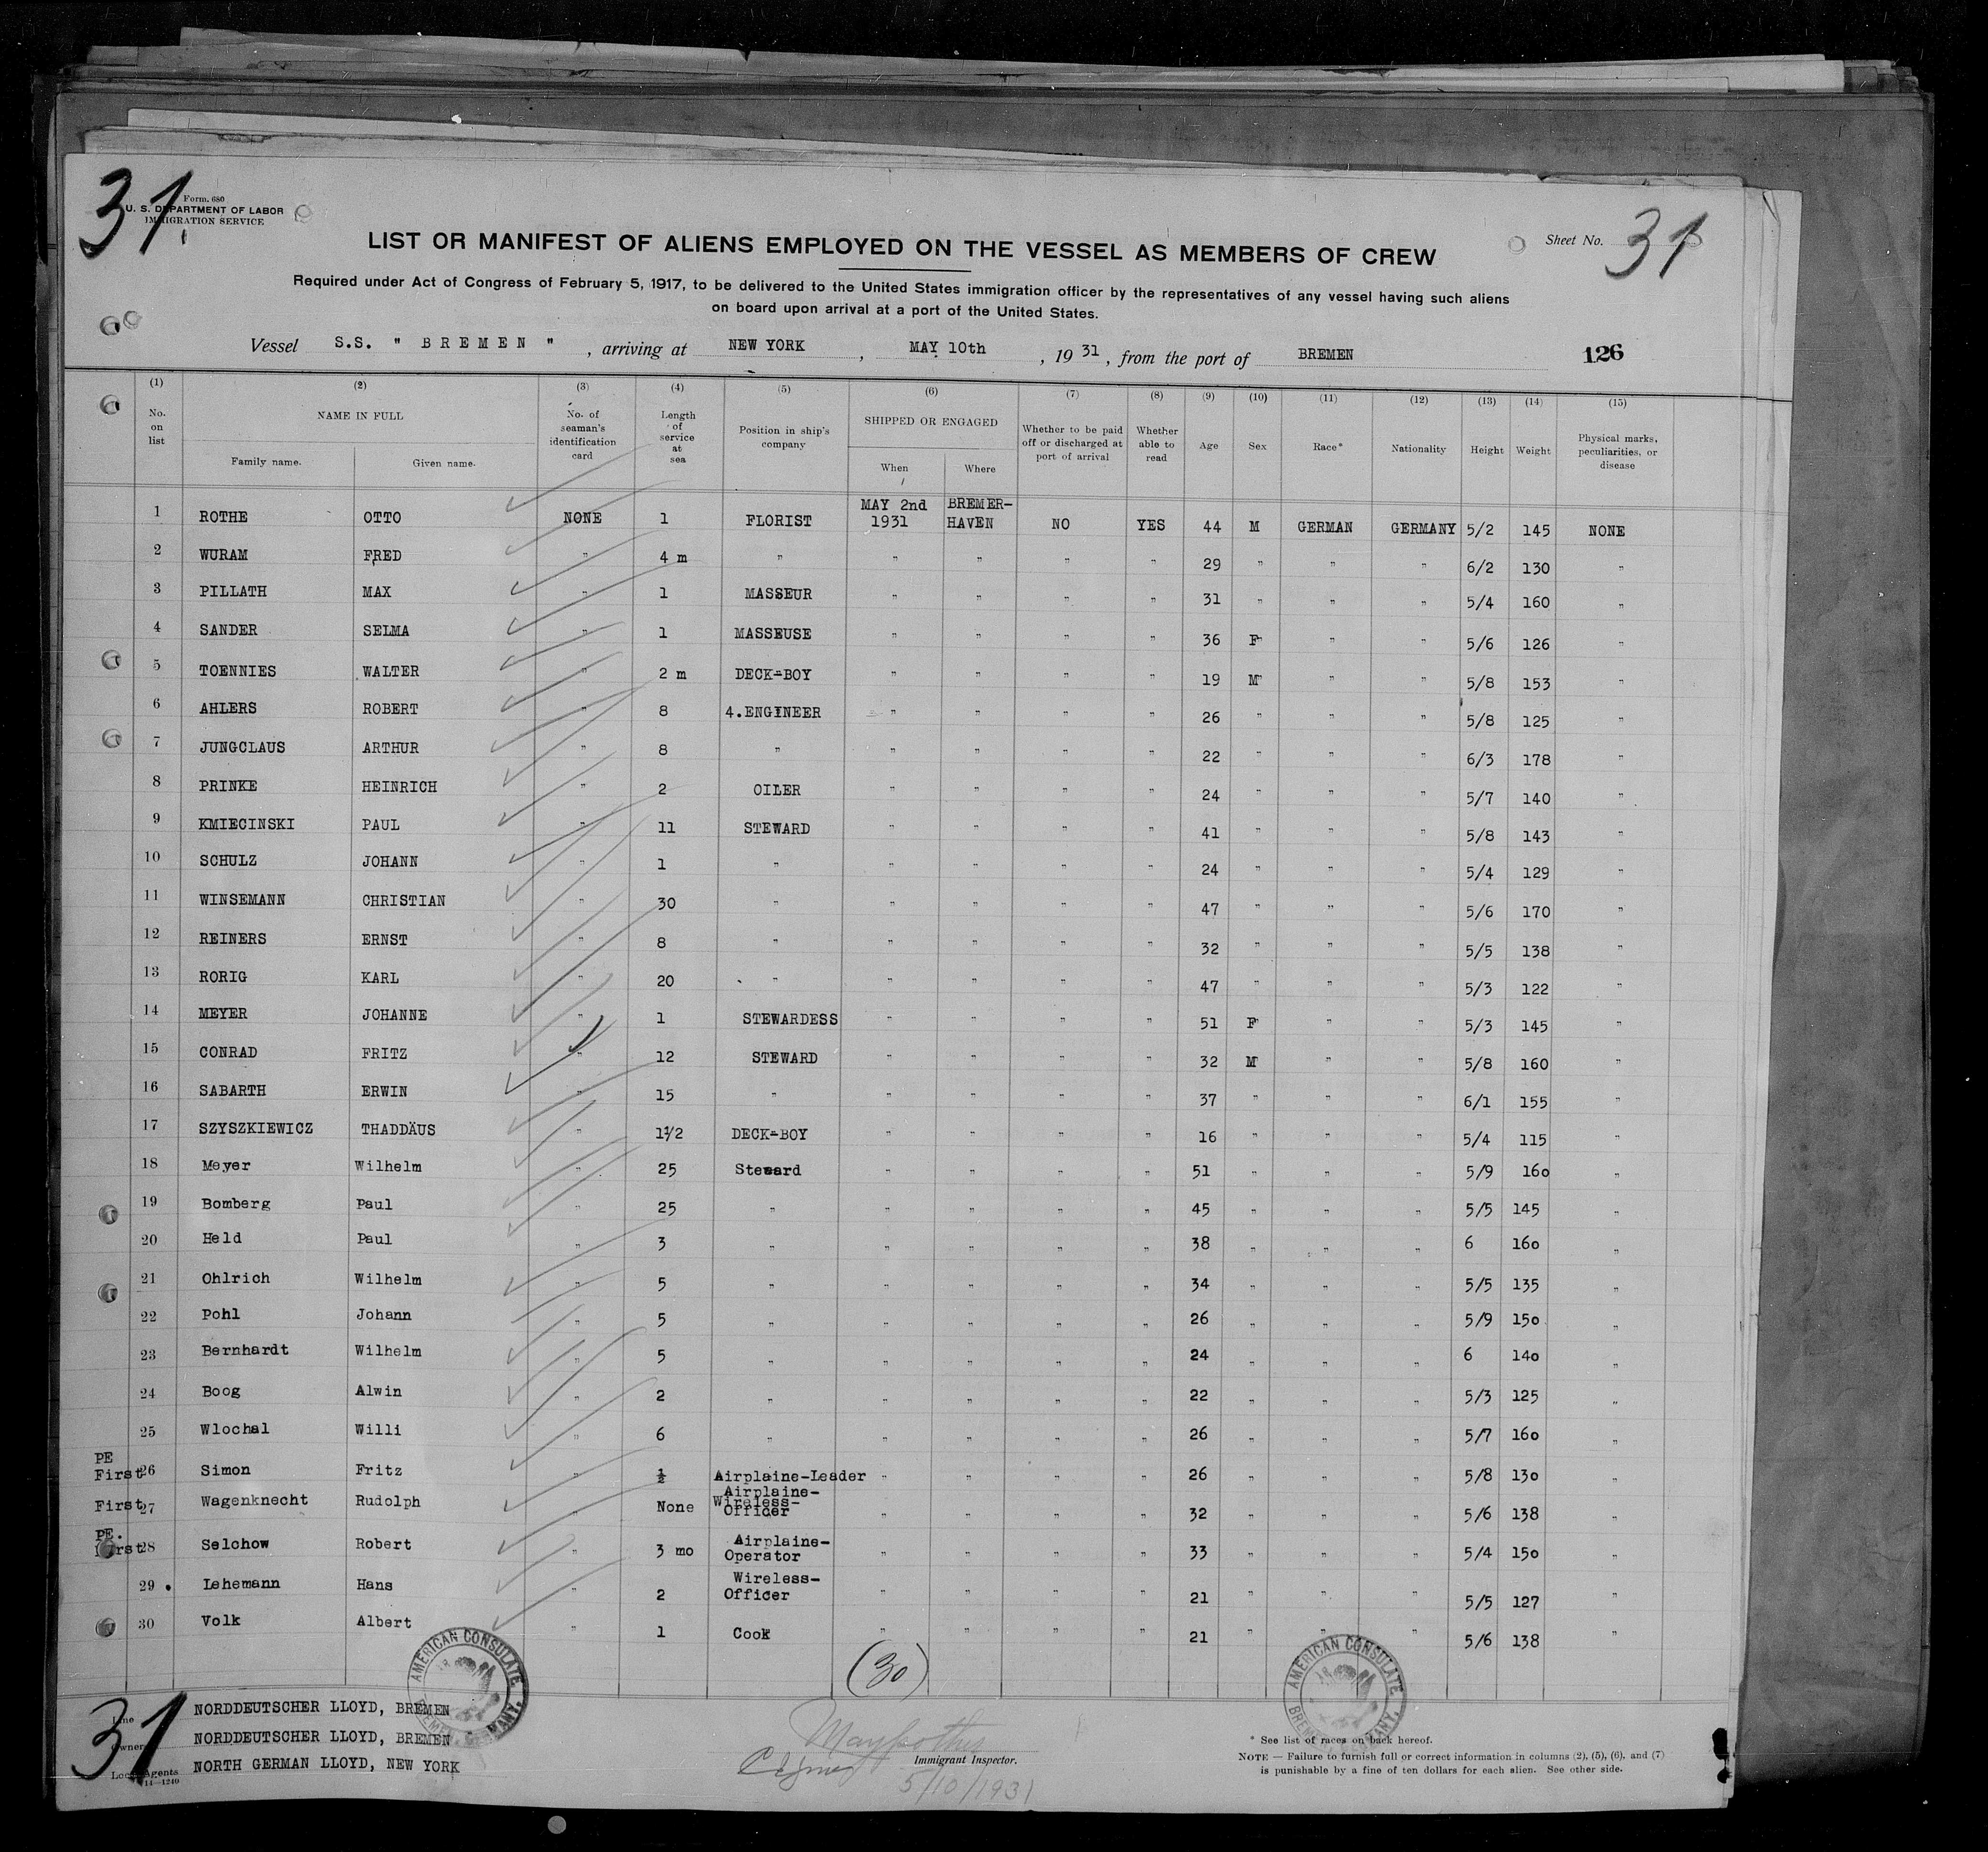 31.
Form. 680
U. S. DEPARTMENT OF LABOR
IMMIGRATION SERVICE
Sheet No. 31
LIST OR MANIFEST OF ALIENS EMPLOYED ON THE VESSEL AS MEMBERS OF CREW
Required under Act of Congress of February 5, 1917, to be delivered to the United States immigration officer by the representatives of any vessel having such aliens
on board upon arrival at a port of the United States.
Vessel S.S. " BREMEN " , arriving at NEW YORK , MAY 10th , 19 31 , from the port of BREMEN 126
(1) (2) (3) (4) (5) (6) (7) (8) (9) (10) (11) (12) (13) (14) (15)
No. on list NAME IN FULL Family name. Given name. No. of seaman's identification card Length of service at sea Position in ship's company SHIPPED OR ENGAGED When Where Whether to be paid off or discharged at port of arrival Whether able to read Age Sex Race* Nationality Height Weight Physical marks, peculiarities, or disease
1 ROTHE OTTO NONE 1 FLORIST MAY 2nd 1931 BREMER-HAVEN NO YES 44 M GERMAN GERMANY 5/2 145 NONE
2 WURAM FRED " 4 m " " " " " 29 " " " 6/2 130 "
3 PILLATH MAX " 1 MASSEUR " " " " 31 " " " 5/4 160 "
4 SANDER SELMA " 1 MASSEUSE " " " " 36 F " " 5/6 126 "
5 TOENNIES WALTER " 2 m DECK-BOY " " " " 19 M " " 5/8 153 "
6 AHLERS ROBERT " 8 4.ENGINEER " " " " 26 " " " 5/8 125 "
7 JUNGCLAUS ARTHUR " 8 " " " " " 22 " " " 6/3 178 "
8 PRINKE HEINRICH " 2 OILER " " " " 24 " " " 5/7 140 "
9 KMIECINSKI PAUL " 11 STEWARD " " " " 41 " " " 5/8 143 "
10 SCHULZ JOHANN " 1 " " " " " 24 " " " 5/4 129 "
11 WINSEMANN CHRISTIAN " 30 " " " " " 47 " " " 5/6 170 "
12 REINERS ERNST " 8 " " " " " 32 " " " 5/5 138 "
13 RORIG KARL " 20 " " " " " 47 " " " 5/3 122 "
14 MEYER JOHANNE " 1 STEWARDESS " " " " 51 F " " 5/3 145 "
15 CONRAD FRITZ " 12 STEWARD " " " " 32 M " " 5/8 160 "
16 SABARTH ERWIN " 15 " " " " " 37 " " " 6/1 155 "
17 SZYSZKIEWICZ THADDÄUS " 1½ DECK-BOY " " " " 16 " " " 5/4 115 "
18 Meyer Wilhelm " 25 Steward " " " " 51 " " " 5/9 160 "
19 Bomberg Paul " 25 " " " " " 45 " " " 5/5 145 "
20 Held Paul " 3 " " " " " 38 " " " 6 160 "
21 Ohlrich Wilhelm " 5 " " " " " 34 " " " 5/5 135 "
22 Pohl Johann " 5 " " " " " 26 " " " 5/9 150 "
23 Bernhardt Wilhelm " 5 " " " " " 24 " " " 6 140 "
24 Boog Alwin " 2 " " " " " 22 " " " 5/3 125 "
25 Wlochal Willi " 6 " " " " " 26 " " " 5/7 160 "
PE
First 26 Simon Fritz " ½ Airplaine-Leader " " " " 26 " " " 5/8 130 "
First 27 Wagenknecht Rudolph " None Airplaine-Wireless-Officer " " " " 32 " " " 5/6 138 "
PE.
First 28 Selchow Robert " 3 mo Airplaine-Operator " " " " 33 " " " 5/4 150 "
29 Lehemann Hans " 2 Wireless-Officer " " " " 21 " " " 5/5 127 "
30 Volk Albert " 1 Cook " " " " 21 " " " 5/6 138 "
(30)
AMERICAN CONSULATE BREMEN, GERMANY.
AMERICAN CONSULATE BREMEN, GERMANY.
31
Line NORDDEUTSCHER LLOYD, BREMEN
Owners NORDDEUTSCHER LLOYD, BREMEN
Local Agents NORTH GERMAN LLOYD, NEW YORK
14—1240
Immigrant Inspector.
5/10/1931
* See list of races on back hereof.
NOTE — Failure to furnish full or correct information in columns (2), (5), (6), and (7)
is punishable by a fine of ten dollars for each alien. See other side.